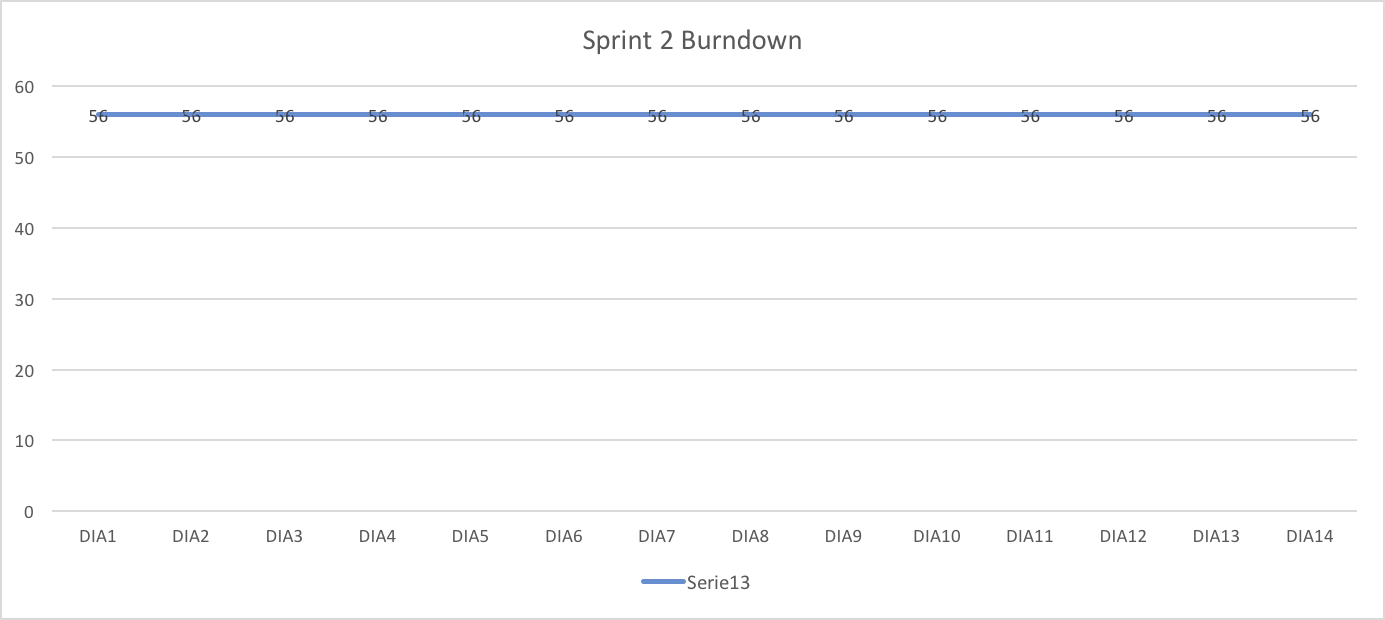 Sprint 2 Burndown
60
56 56 56 56 56 56 56 56 56 56 56 56 56 56
50
40
30
20
10
0
DIA1 DIA2 DIA3 DIA4 DIA5 DIA6 DIA7 DIA8 DIA9 DIA10 DIA11 DIA12 DIA13 DIA14
Serie13